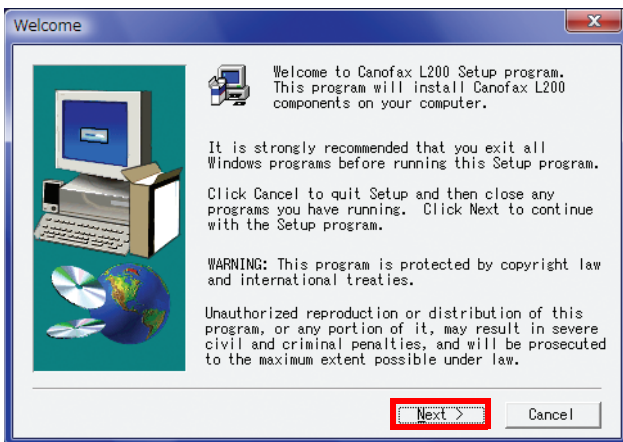 Welcome
Welcome to Canofax L200 Setup program.
This program will install Canofax L200
components on your computer.
It is strongly recommended that you exit all
Windows programs before running this Setup program.
Click Cancel to quit Setup and then close any
programs you have running.  Click Next to continue
with the Setup program.
WARNING: This program is protected by copyright law
and international treaties.
Unauthorized reproduction or distribution of this
program, or any portion of it, may result in severe
civil and criminal penalties, and will be prosecuted
to the maximum extent possible under law.
Next >
Cancel